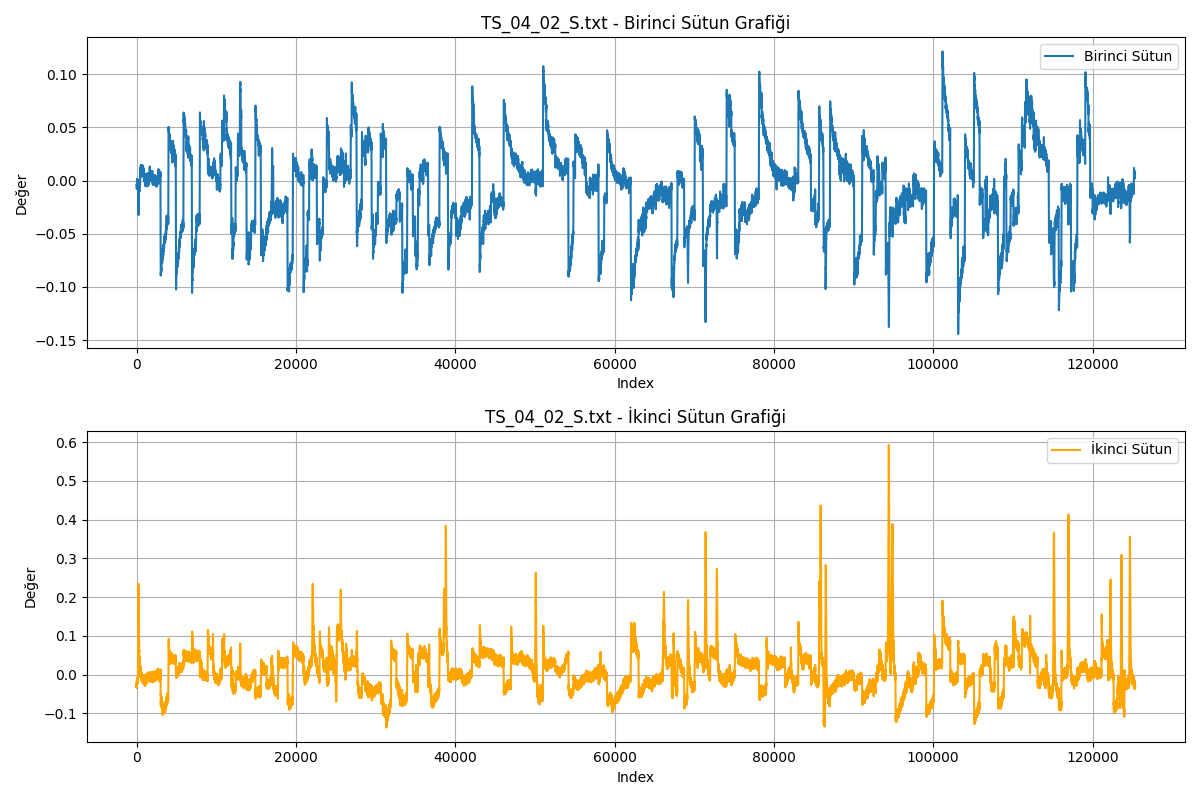 TS_04_02_S.txt - Birinci Sütun Grafiği
Birinci Sütun
Değer
0.10
0.05
0.00
−0.05
−0.10
−0.15
0 20000 40000 60000 80000 100000 120000
Index
TS_04_02_S.txt - İkinci Sütun Grafiği
İkinci Sütun
Değer
0.6
0.5
0.4
0.3
0.2
0.1
0.0
−0.1
0 20000 40000 60000 80000 100000 120000
Index